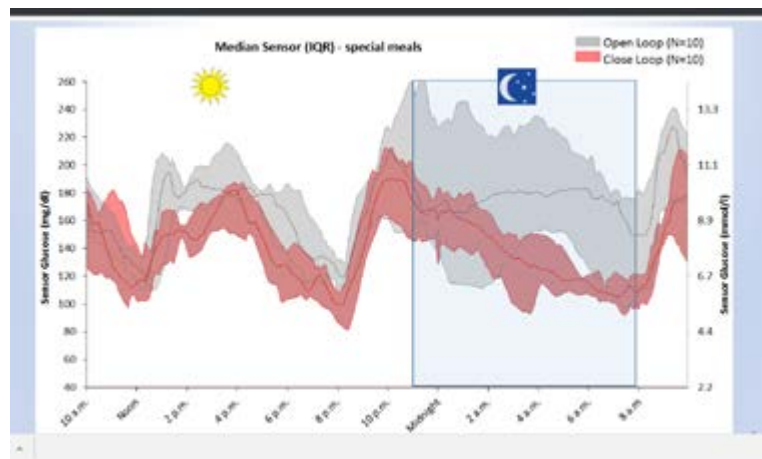 Median Sensor (IQR) - special meals
Open Loop (N=10)
Close Loop (N=10)
260
240
220
200
180
160
140
120
100
80
60
40
13.3
11.1
8.9
6.7
4.4
2.2
Sensor Glucose (mg/dl)
Sensor Glucose (mmol/l)
10 a.m.
Noon
2 p.m.
4 p.m.
6 p.m.
8 p.m.
10 p.m.
Midnight
2 a.m.
4 a.m.
6 a.m.
8 a.m